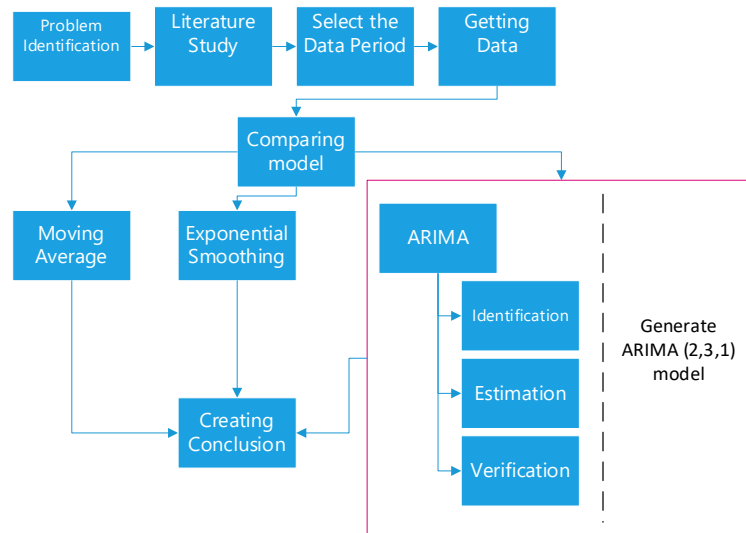 Problem
Identification
Literature
Study
Select the
Data Period
Getting
Data
Comparing
model
Moving
Average
Exponential
Smoothing
ARIMA
Identification
Estimation
Verification
Generate
ARIMA (2,3,1)
model
Creating
Conclusion